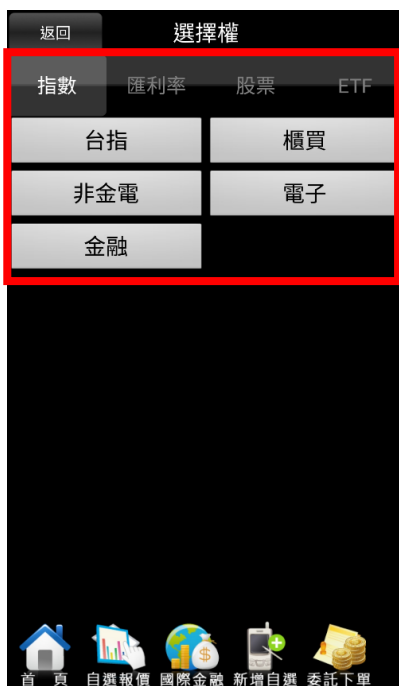 返回 選擇權
指數 匯利率 股票 ETF
台指 櫃買
非金電 電子
金融
首 頁 自選報價 國際金融 新增自選 委託下單